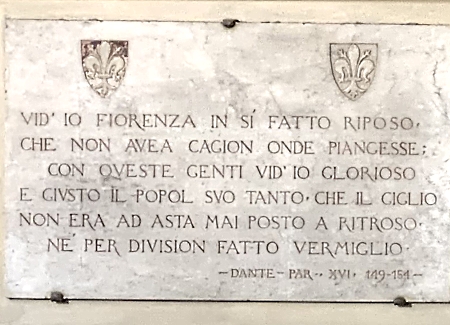 VID' IO FIORENZA IN SÍ FATTO RIPOSO·
CHE NON AVEA CAGION ONDE PIANGESSE;
CON QVESTE GENTI VID' IO GLORIOSO
E GIVSTO IL POPOL SVO TANTO· CHE IL GIGLIO
NON ERA AD ASTA MAI POSTO A RITROSO·
NE' PER DIVISION FATTO VERMIGLIO·
–DANTE– PAR·, XVI, 149-154–